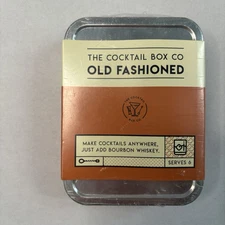 THE COCKTAIL BOX CO
OLD FASHIONED
MAKE COCKTAILS ANYWHERE,
JUST ADD BOURBON WHISKEY.
SERVES 6